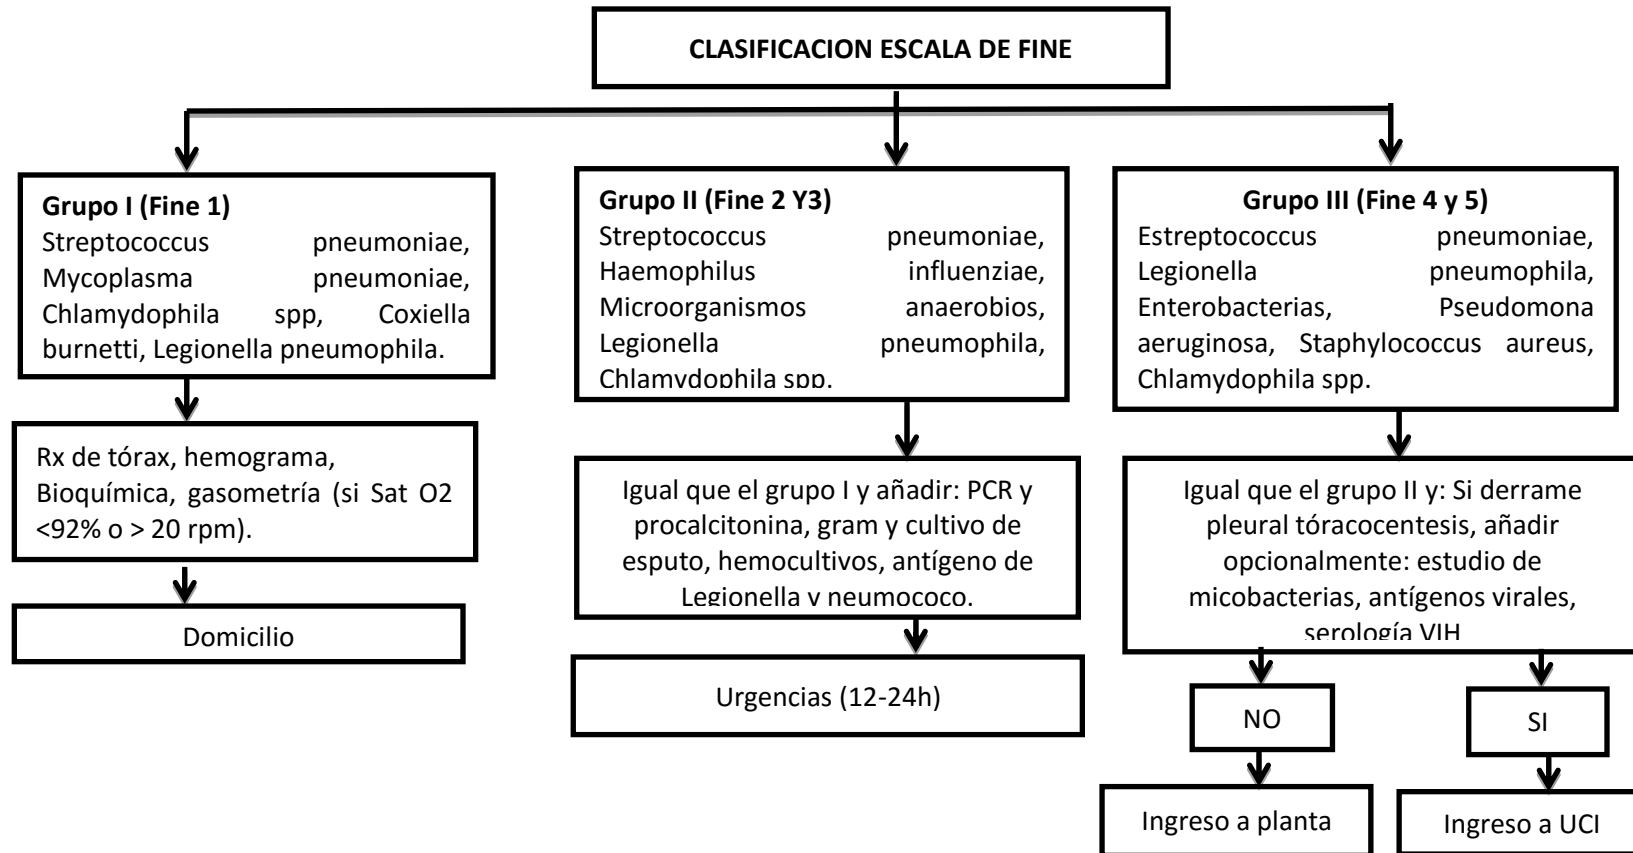 CLASIFICACION ESCALA DE FINE
Grupo I (Fine 1)
Streptococcus pneumoniae,
Mycoplasma pneumoniae,
Chlamydophila spp, Coxiella
burnetti, Legionella pneumophila.
Rx de tórax, hemograma,
Bioquímica, gasometría (si Sat O2
<92% o > 20 rpm).
Domicilio
Grupo II (Fine 2 Y3)
Streptococcus pneumoniae,
Haemophilus influenziae,
Microorganismos anaerobios,
Legionella pneumophila,
Chlamydophila spp.
Igual que el grupo I y añadir: PCR y
procalcitonina, gram y cultivo de
esputo, hemocultivos, antígeno de
Legionella y neumococo.
Urgencias (12-24h)
Grupo III (Fine 4 y 5)
Estreptococcus pneumoniae,
Legionella pneumophila,
Enterobacterias, Pseudomona
aeruginosa, Staphylococcus aureus,
Chlamydophila spp.
Igual que el grupo II y: Si derrame
pleural tóracocentesis, añadir
opcionalmente: estudio de
micobacterias, antígenos virales,
serología VIH
NO
SI
Ingreso a planta
Ingreso a UCI